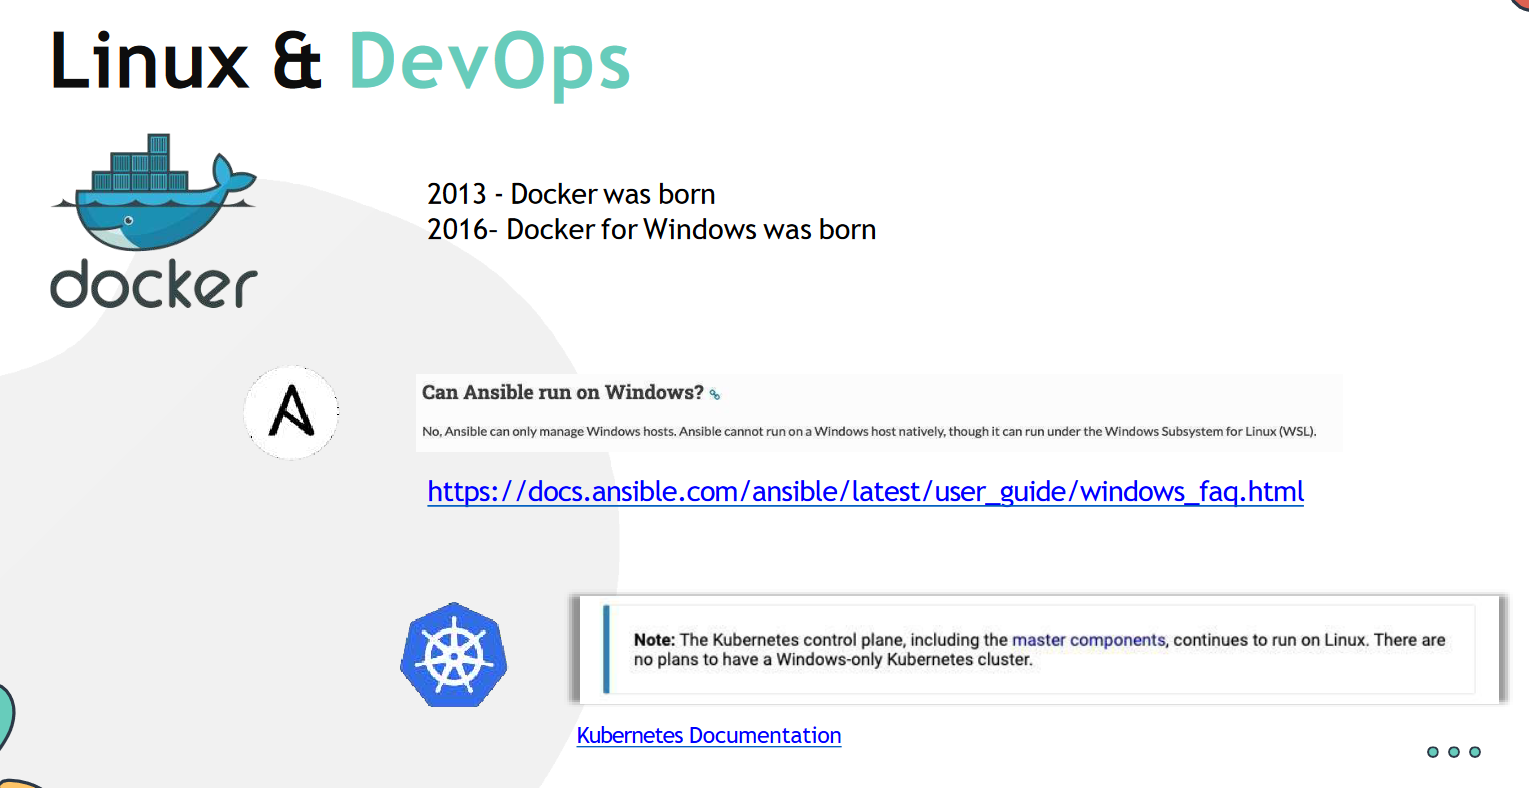 Linux & DevOps
docker
2013 - Docker was born
2016– Docker for Windows was born
Can Ansible run on Windows?
No, Ansible can only manage Windows hosts. Ansible cannot run on a Windows host natively, though it can run under the Windows Subsystem for Linux (WSL).
https://docs.ansible.com/ansible/latest/user_guide/windows_faq.html
Note: The Kubernetes control plane, including the master components, continues to run on Linux. There are
no plans to have a Windows-only Kubernetes cluster.
Kubernetes Documentation